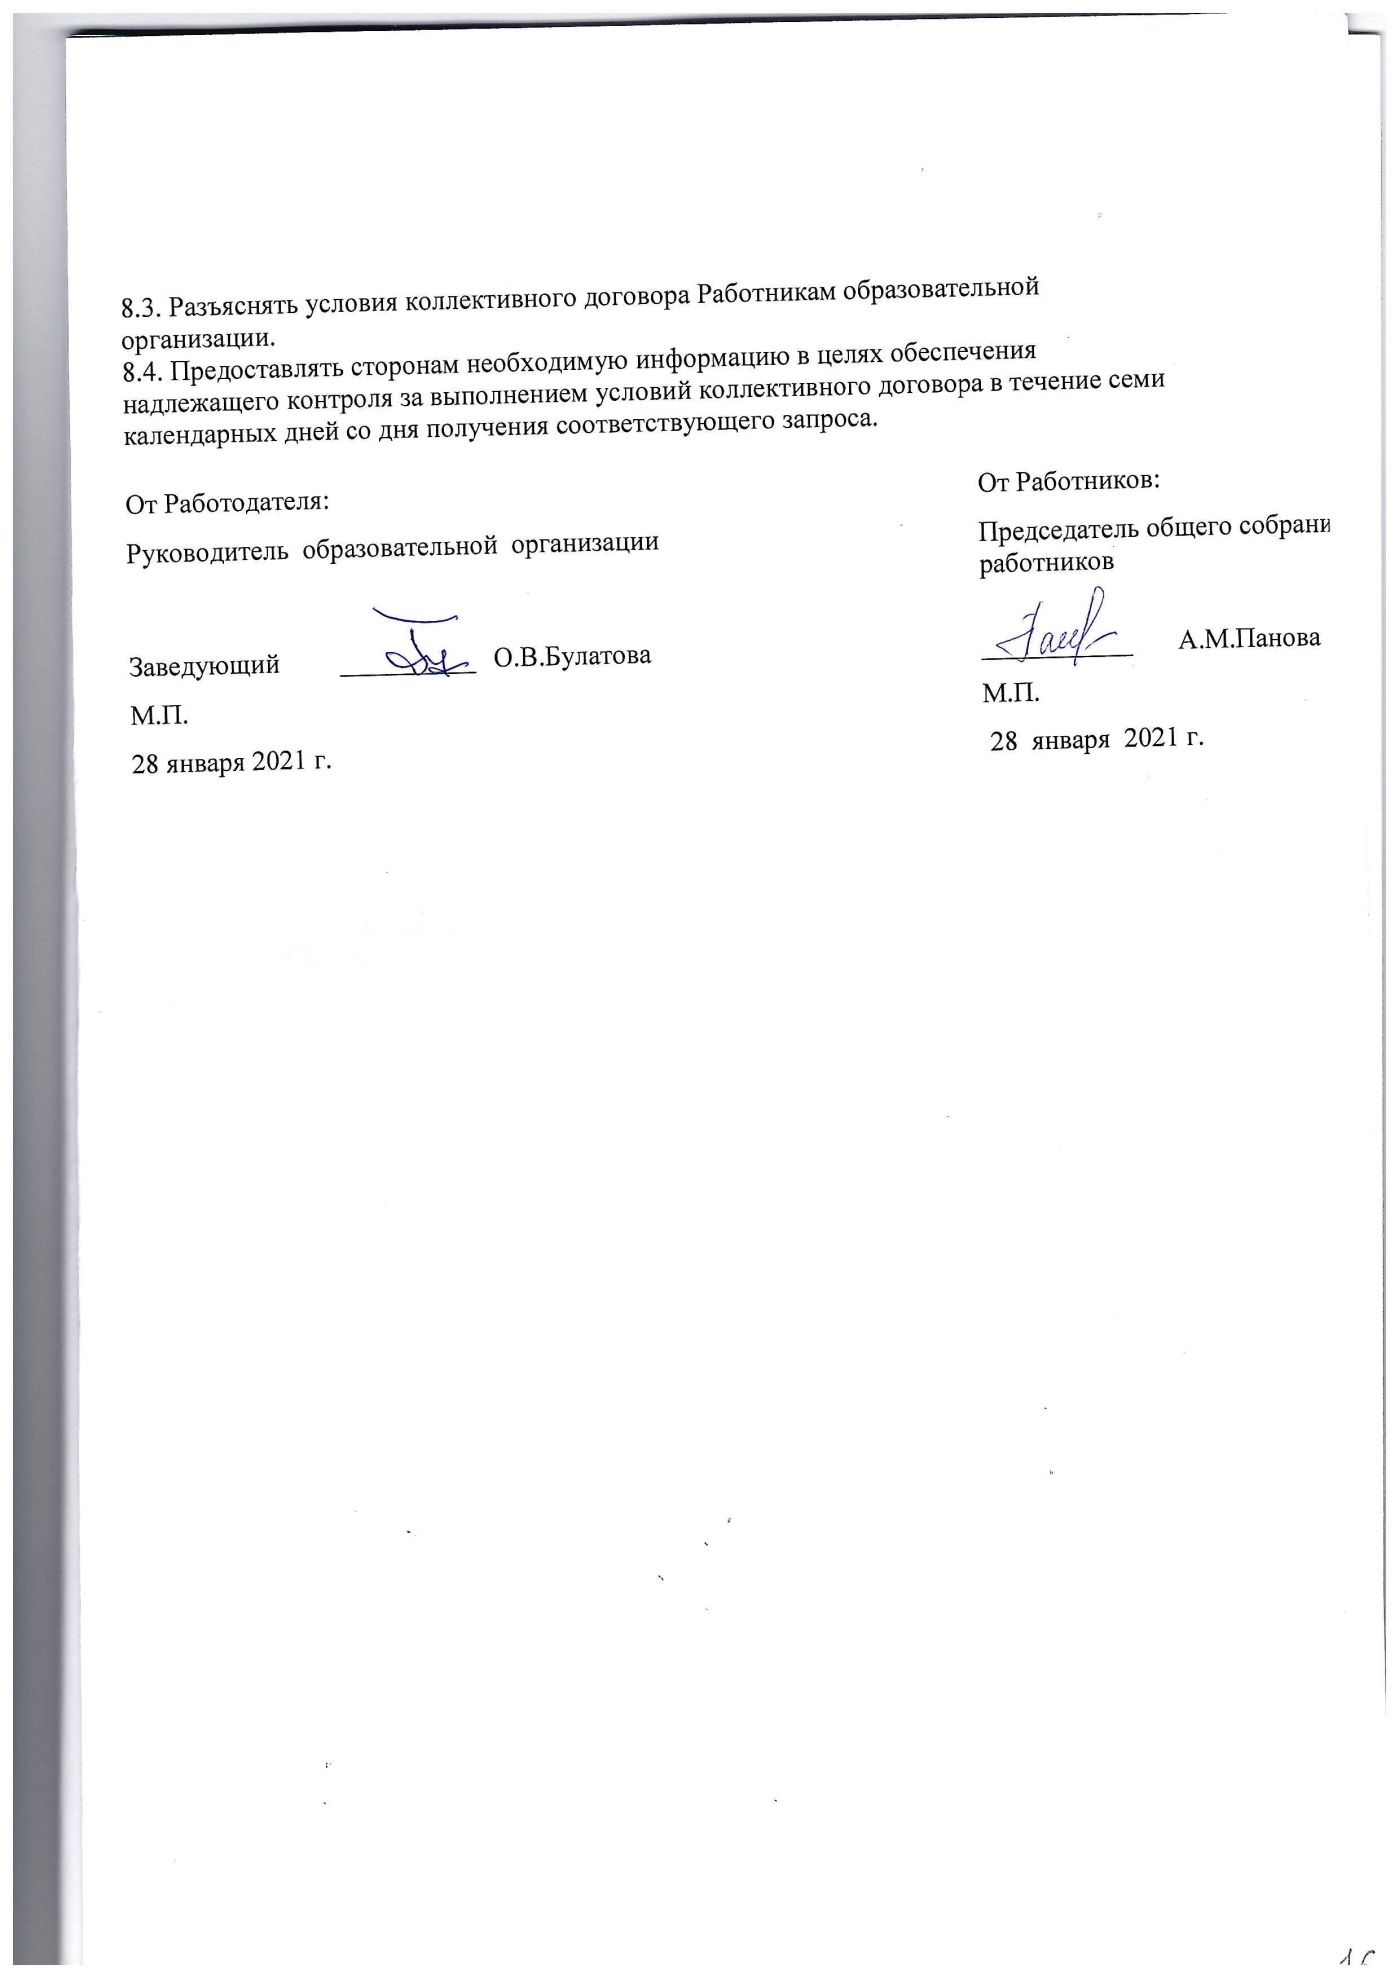 8.3. Разъяснять условия коллективного договора Работникам образовательной
организации.
8.4. Предоставлять сторонам необходимую информацию в целях обеспечения
надлежащего контроля за выполнением условий коллективного договора в течение семи
календарных дней со дня получения соответствующего запроса.
От Работодателя:
Руководитель образовательной организации
Заведующий О.В.Булатова
М.П.
28 января 2021 г.
От Работников:
Председатель общего собрани
работников
А.М.Панова
М.П.
28 января 2021 г.